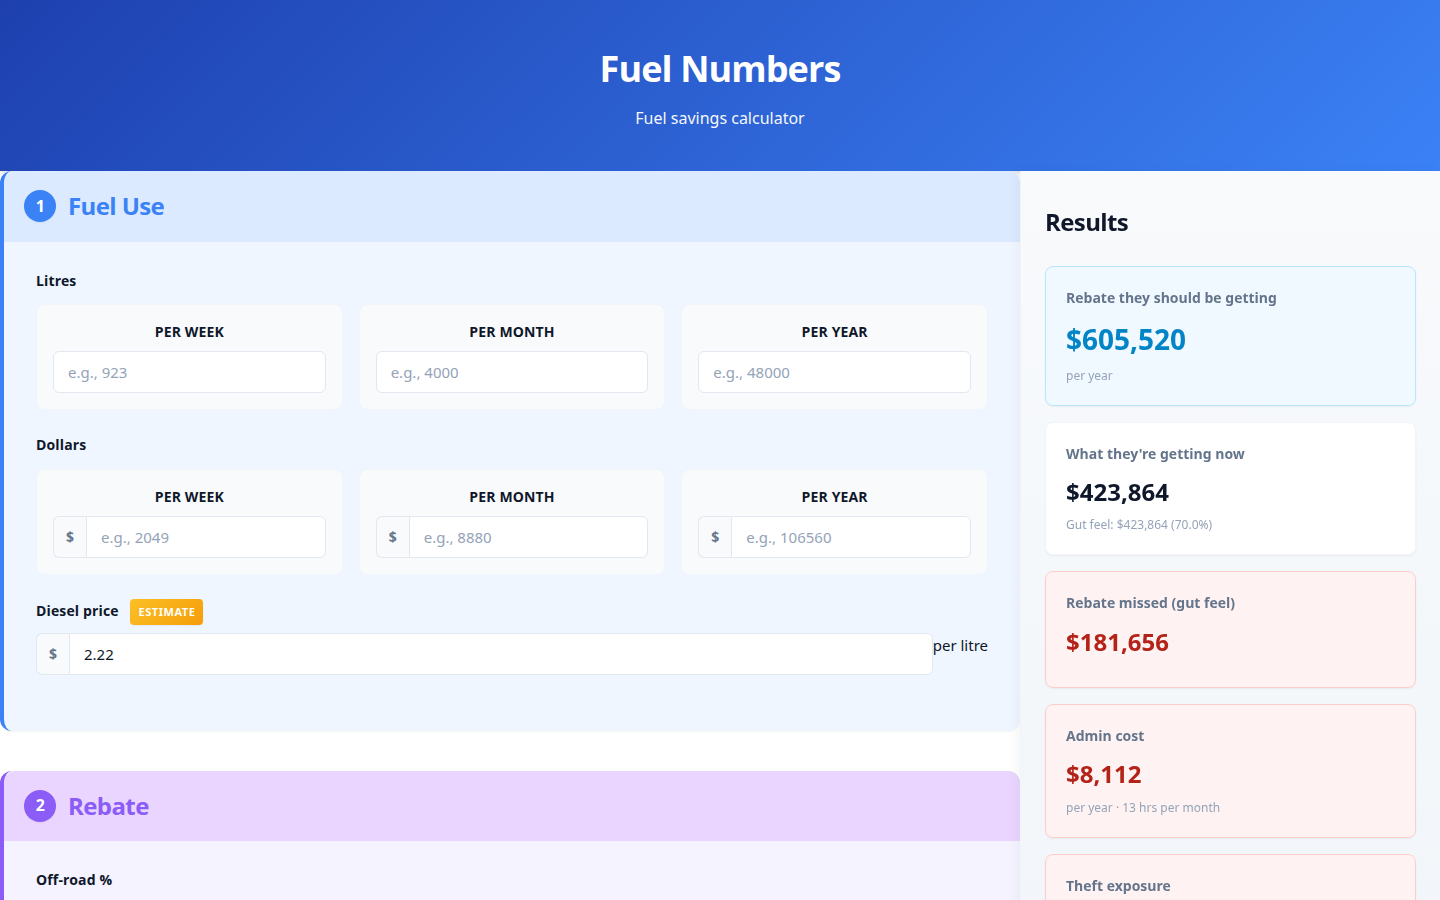 Fuel Numbers
Fuel savings calculator
1 Fuel Use
Litres
PER WEEK
e.g., 923
PER MONTH
e.g., 4000
PER YEAR
e.g., 48000
Dollars
PER WEEK
$ e.g., 2049
PER MONTH
$ e.g., 8880
PER YEAR
$ e.g., 106560
Diesel price ESTIMATE
$ 2.22 per litre
2 Rebate
Off-road %
Results
Rebate they should be getting
$605,520
per year
What they're getting now
$423,864
Gut feel: $423,864 (70.0%)
Rebate missed (gut feel)
$181,656
Admin cost
$8,112
per year · 13 hrs per month
Theft exposure